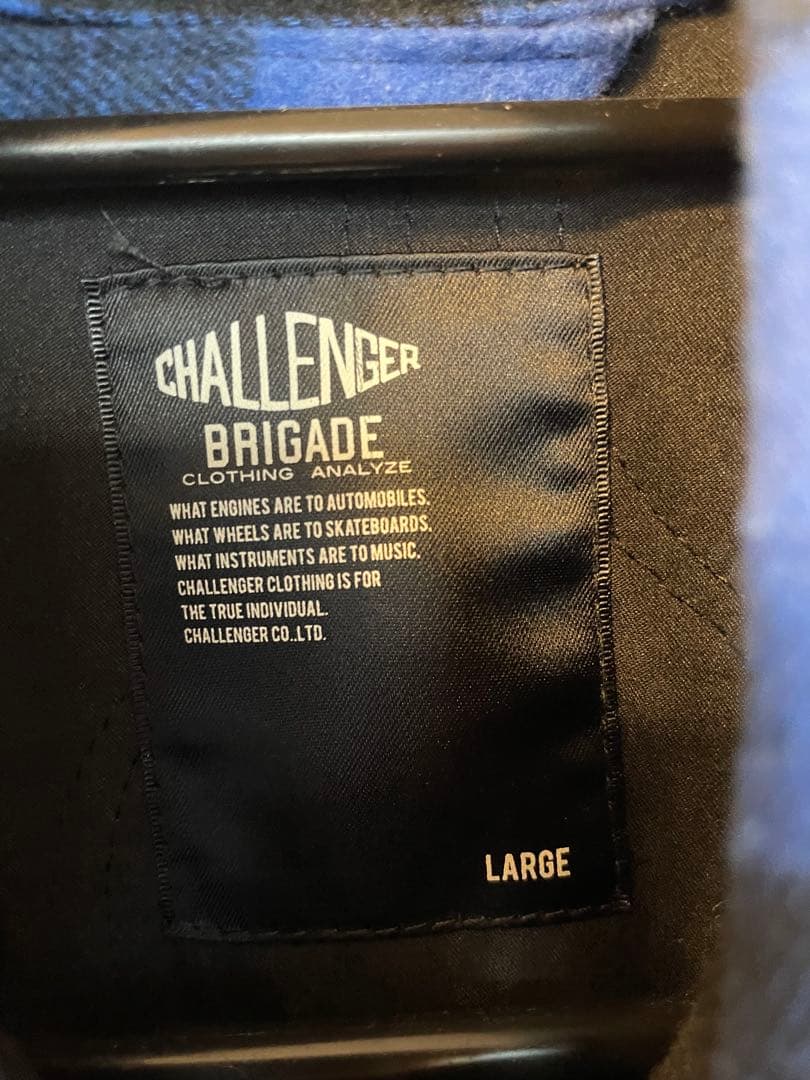 CHALLENGER
BRIGADE
CLOTHING ANALYZE
WHAT ENGINES ARE TO AUTOMOBILES.
WHAT WHEELS ARE TO SKATEBOARDS.
WHAT INSTRUMENTS ARE TO MUSIC.
CHALLENGER CLOTHING IS FOR
THE TRUE INDIVIDUAL.
CHALLENGER CO.,LTD.
LARGE